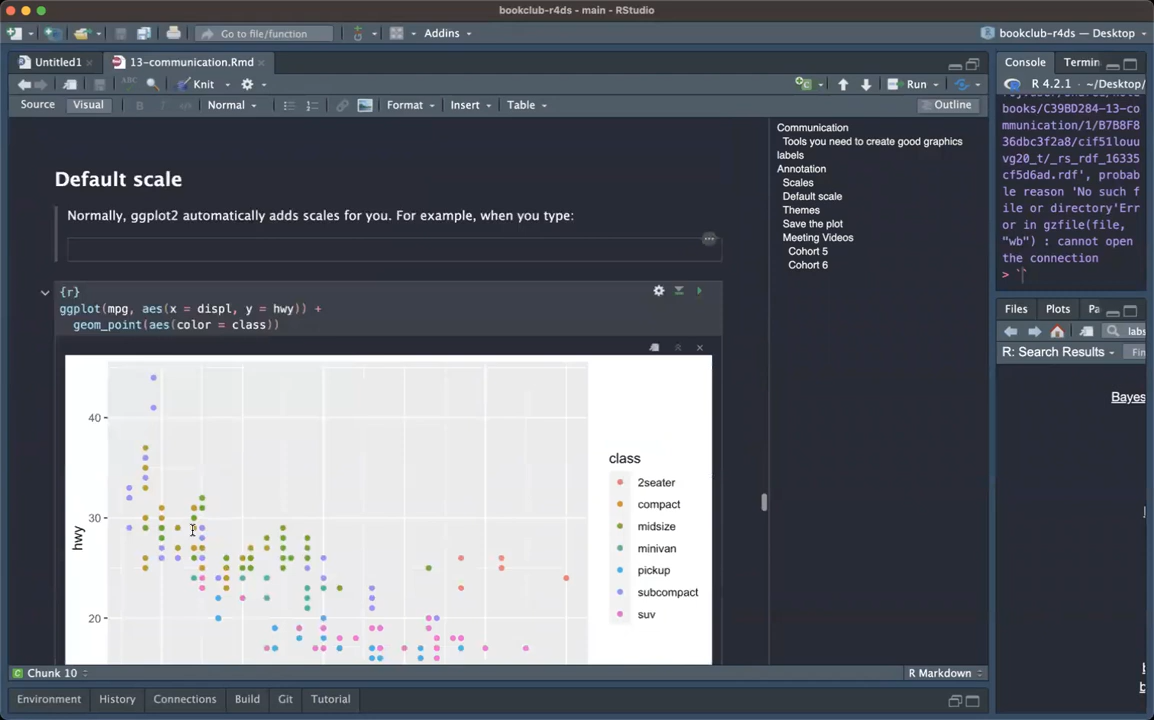 bookclub-r4ds - main - RStudio
Go to file/function
Addins
bookclub-r4ds — Desktop
Untitled1
13-communication.Rmd
ABC
Knit
Run
Source
Visual
B
I
Normal
Format
Insert
Table
Outline
Default scale
Normally, ggplot2 automatically adds scales for you. For example, when you type:
{r}
ggplot(mpg, aes(x = displ, y = hwy)) +
geom_point(aes(color = class))
hwy
40
30
20
class
2seater
compact
midsize
minivan
pickup
subcompact
suv
Communication
Tools you need to create good graphics
labels
Annotation
Scales
Default scale
Themes
Save the plot
Meeting Videos
Cohort 5
Cohort 6
Chunk 10
R Markdown
Environment
History
Connections
Build
Git
Tutorial
Console
Termin
R 4.2.1 · ~/Desktop/
books/C39BD284-13-co
mmunication/1/B7B8F8
36dbc3f2a8/cif51louu
vg20_t/_rs_rdf_16335
cf5d6ad.rdf', probab
le reason 'No such f
ile or directory'Err
or in gzfile(file,
"wb") : cannot open
the connection
> ``
Files
Plots
Pa
labs
R: Search Results
Fin
Bayes